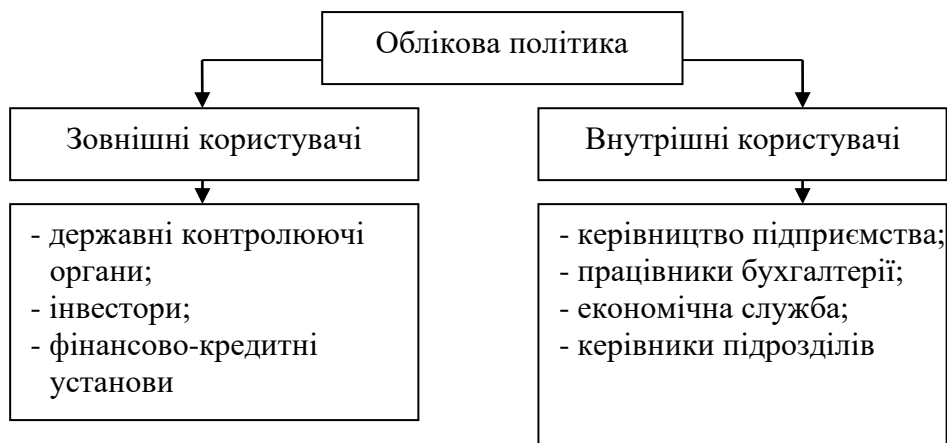 Облікова політика
Зовнішні користувачі
Внутрішні користувачі
- державні контролюючі
органи;
- інвестори;
- фінансово-кредитні
установи
- керівництво підприємства;
- працівники бухгалтерії;
- економічна служба;
- керівники підрозділів